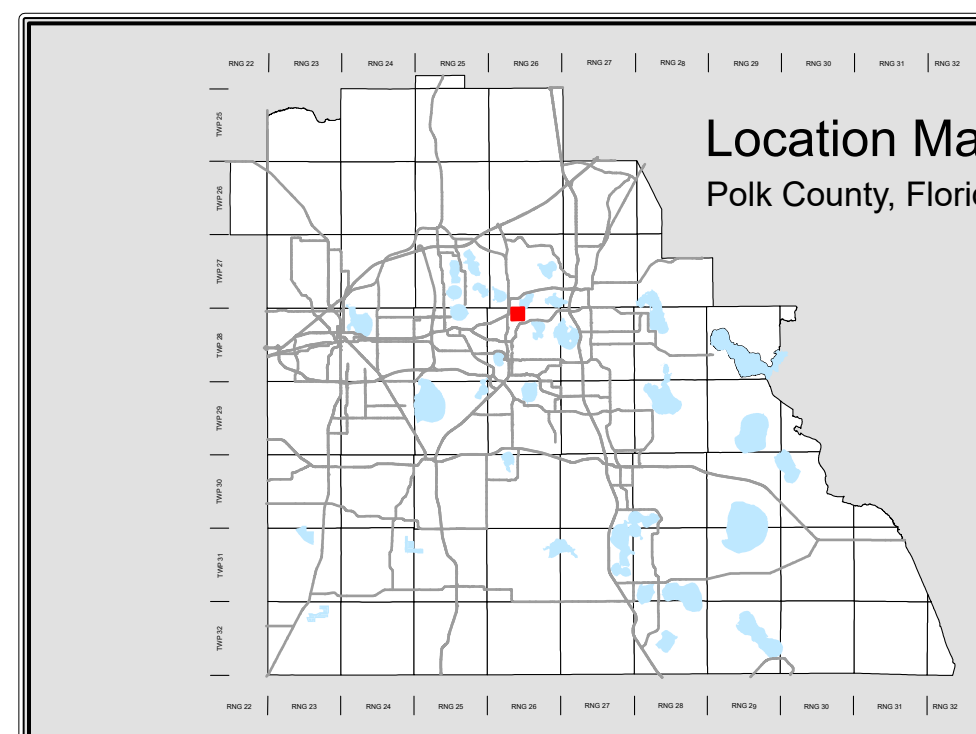 RNG 22 RNG 23 RNG 24 RNG 25 RNG 26 RNG 27 RNG 28 RNG 29 RNG 30 RNG 31 RNG 32
Location Ma
Polk County, Flori
TWP 25
TWP 26
TWP 27
TWP 28
TWP 29
TWP 30
TWP 31
TWP 32
RNG 22 RNG 23 RNG 24 RNG 25 RNG 26 RNG 27 RNG 28 RNG 29 RNG 30 RNG 31 RNG 32